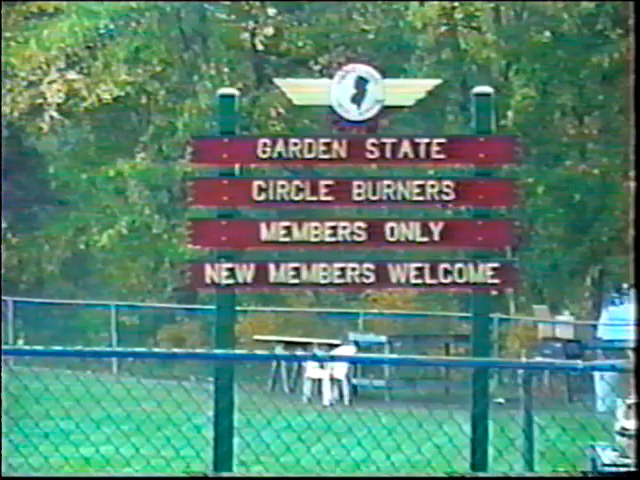 GARDEN STATE
CIRCLE BURNERS
MEMBERS ONLY
NEW MEMBERS WELCOME